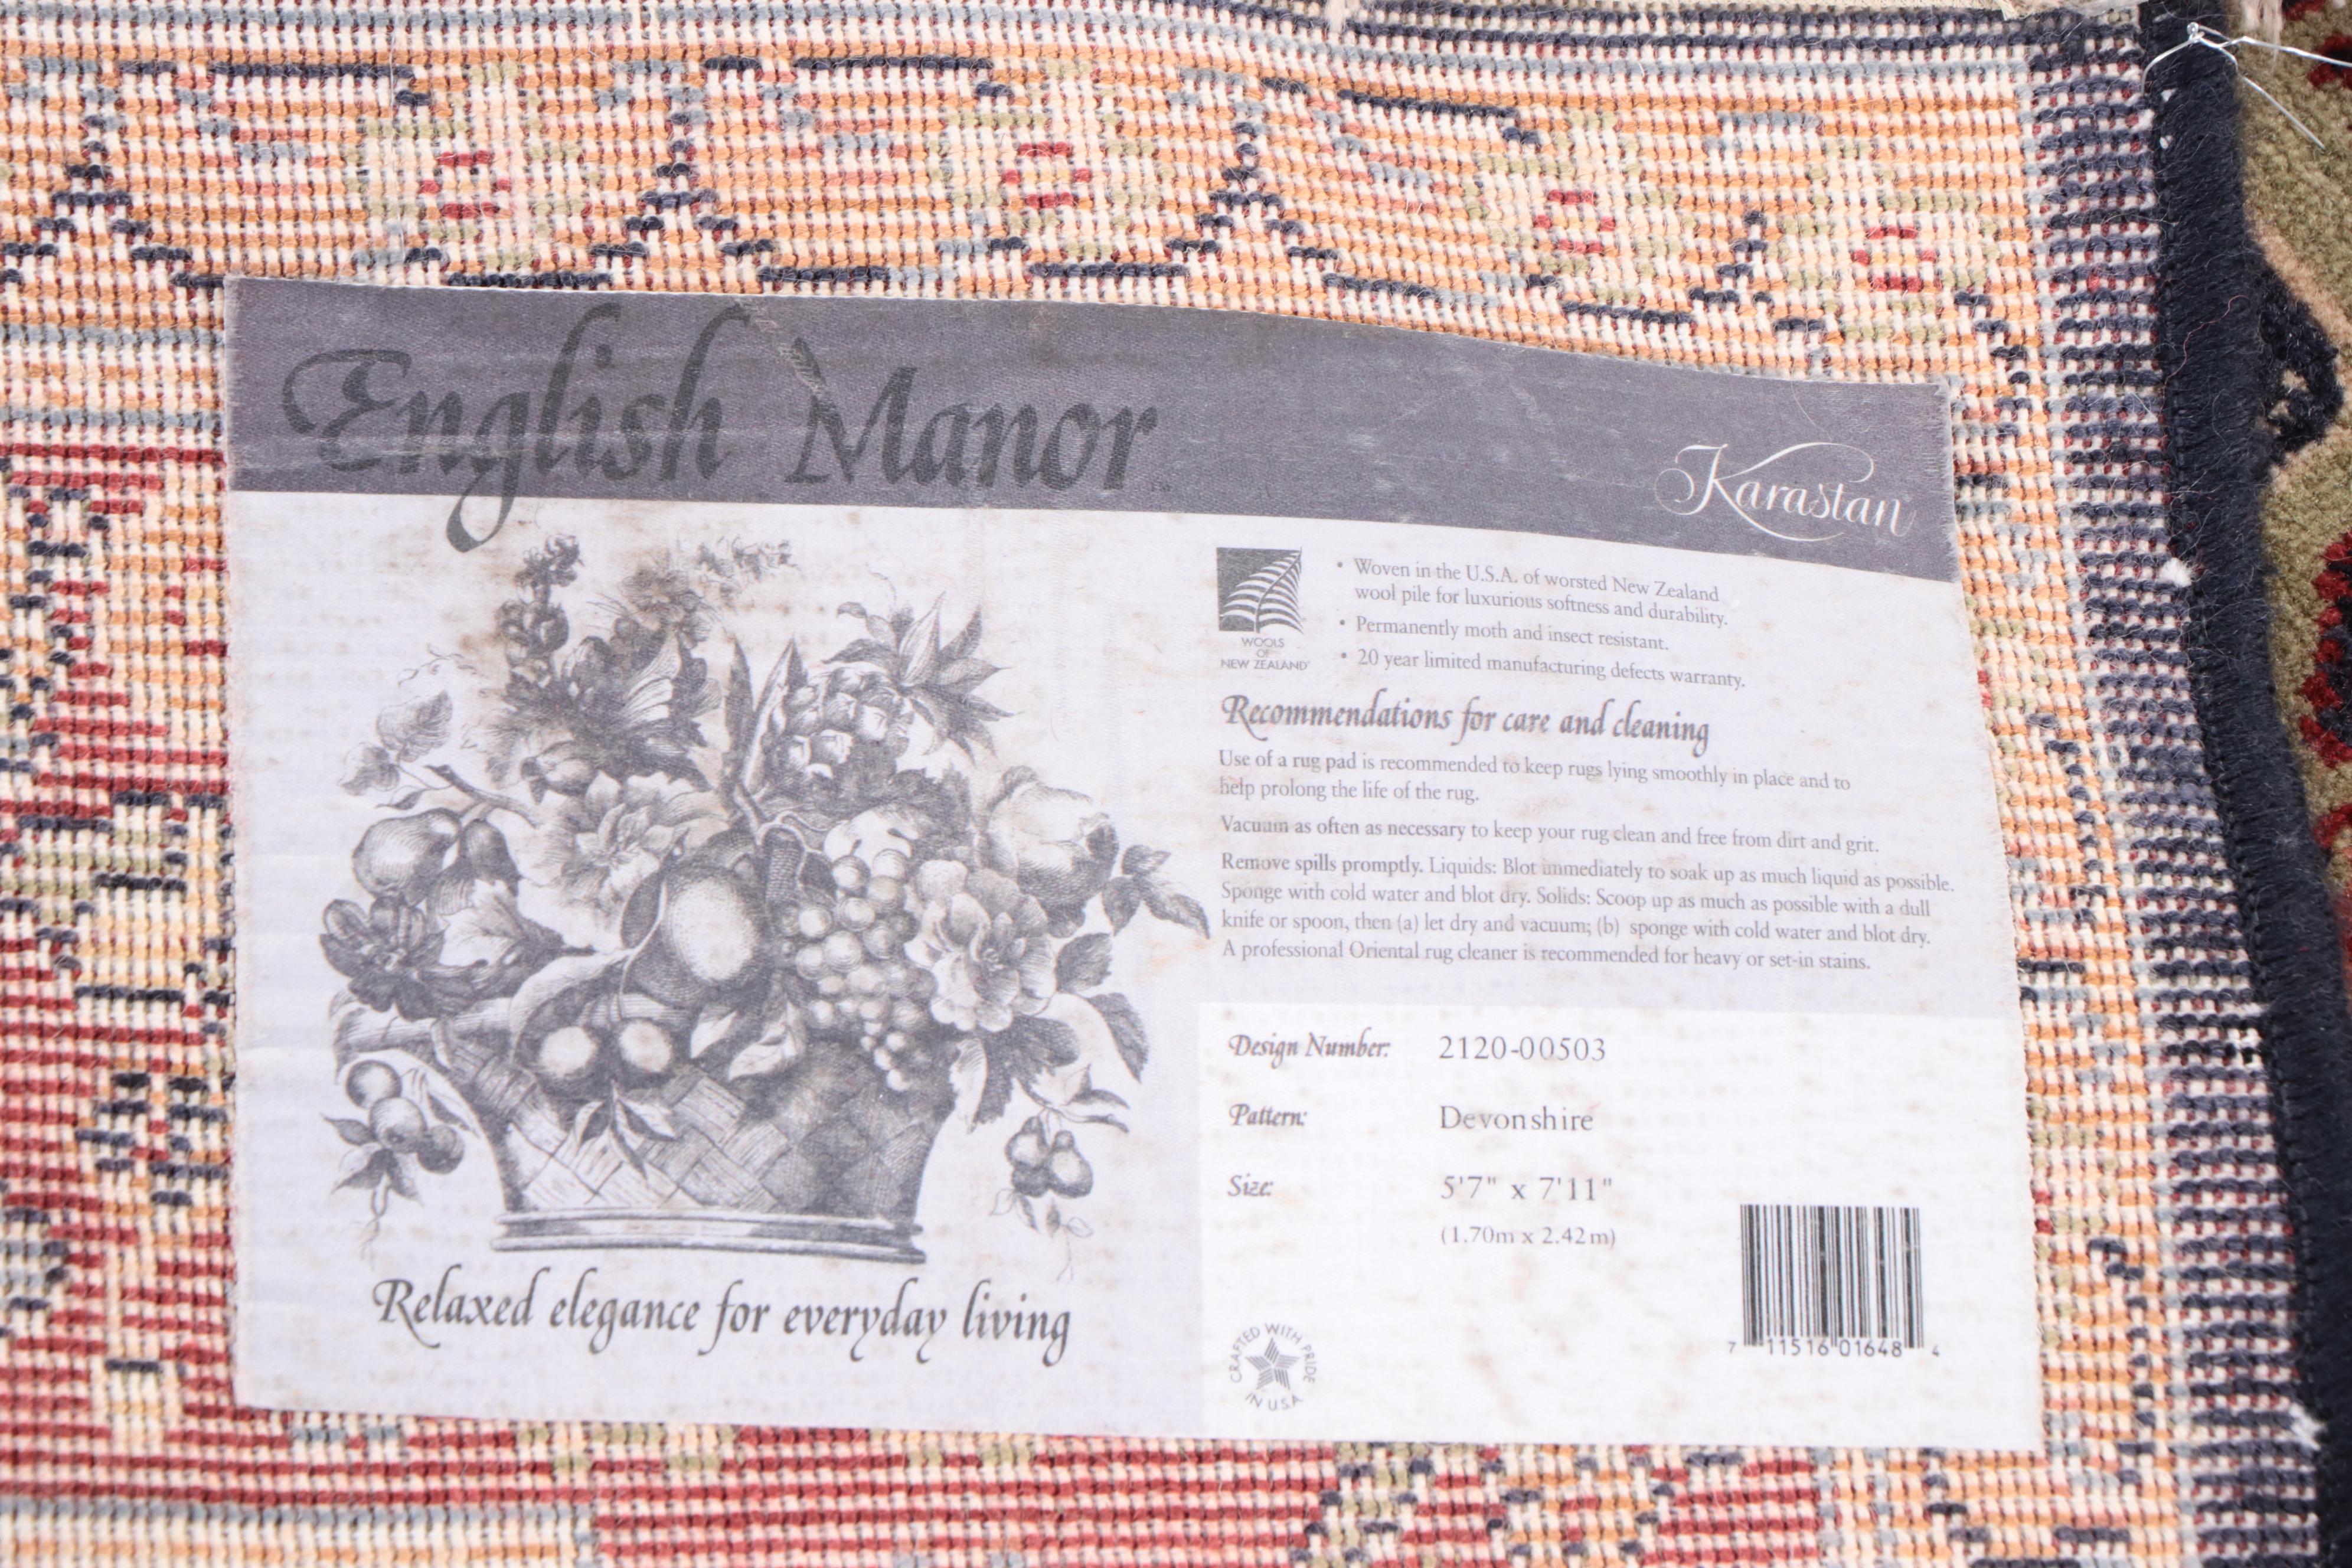 English Manor™
Karastan
WOOLS
OF
NEW ZEALAND
• Woven in the U.S.A. of worsted New Zealand
wool pile for luxurious softness and durability.
• Permanently moth and insect resistant.
• 20 year limited manufacturing defects warranty.
Recommendations for care and cleaning
Use of a rug pad is recommended to keep rugs lying smoothly in place and to
help prolong the life of the rug.
Vacuum as often as necessary to keep your rug clean and free from dirt and grit.
Remove spills promptly. Liquids: Blot immediately to soak up as much liquid as possible.
Sponge with cold water and blot dry. Solids: Scoop up as much as possible with a dull
knife or spoon, then (a) let dry and vacuum; (b) sponge with cold water and blot dry.
A professional Oriental rug cleaner is recommended for heavy or set-in stains.
Design Number: 2120-00503
Pattern: Devonshire
Size: 5'7" x 7'11"
(1.70m x 2.42m)
Relaxed elegance for everyday living
CRAFTED WITH PRIDE
IN U.S.A.
7 11516 01648 4